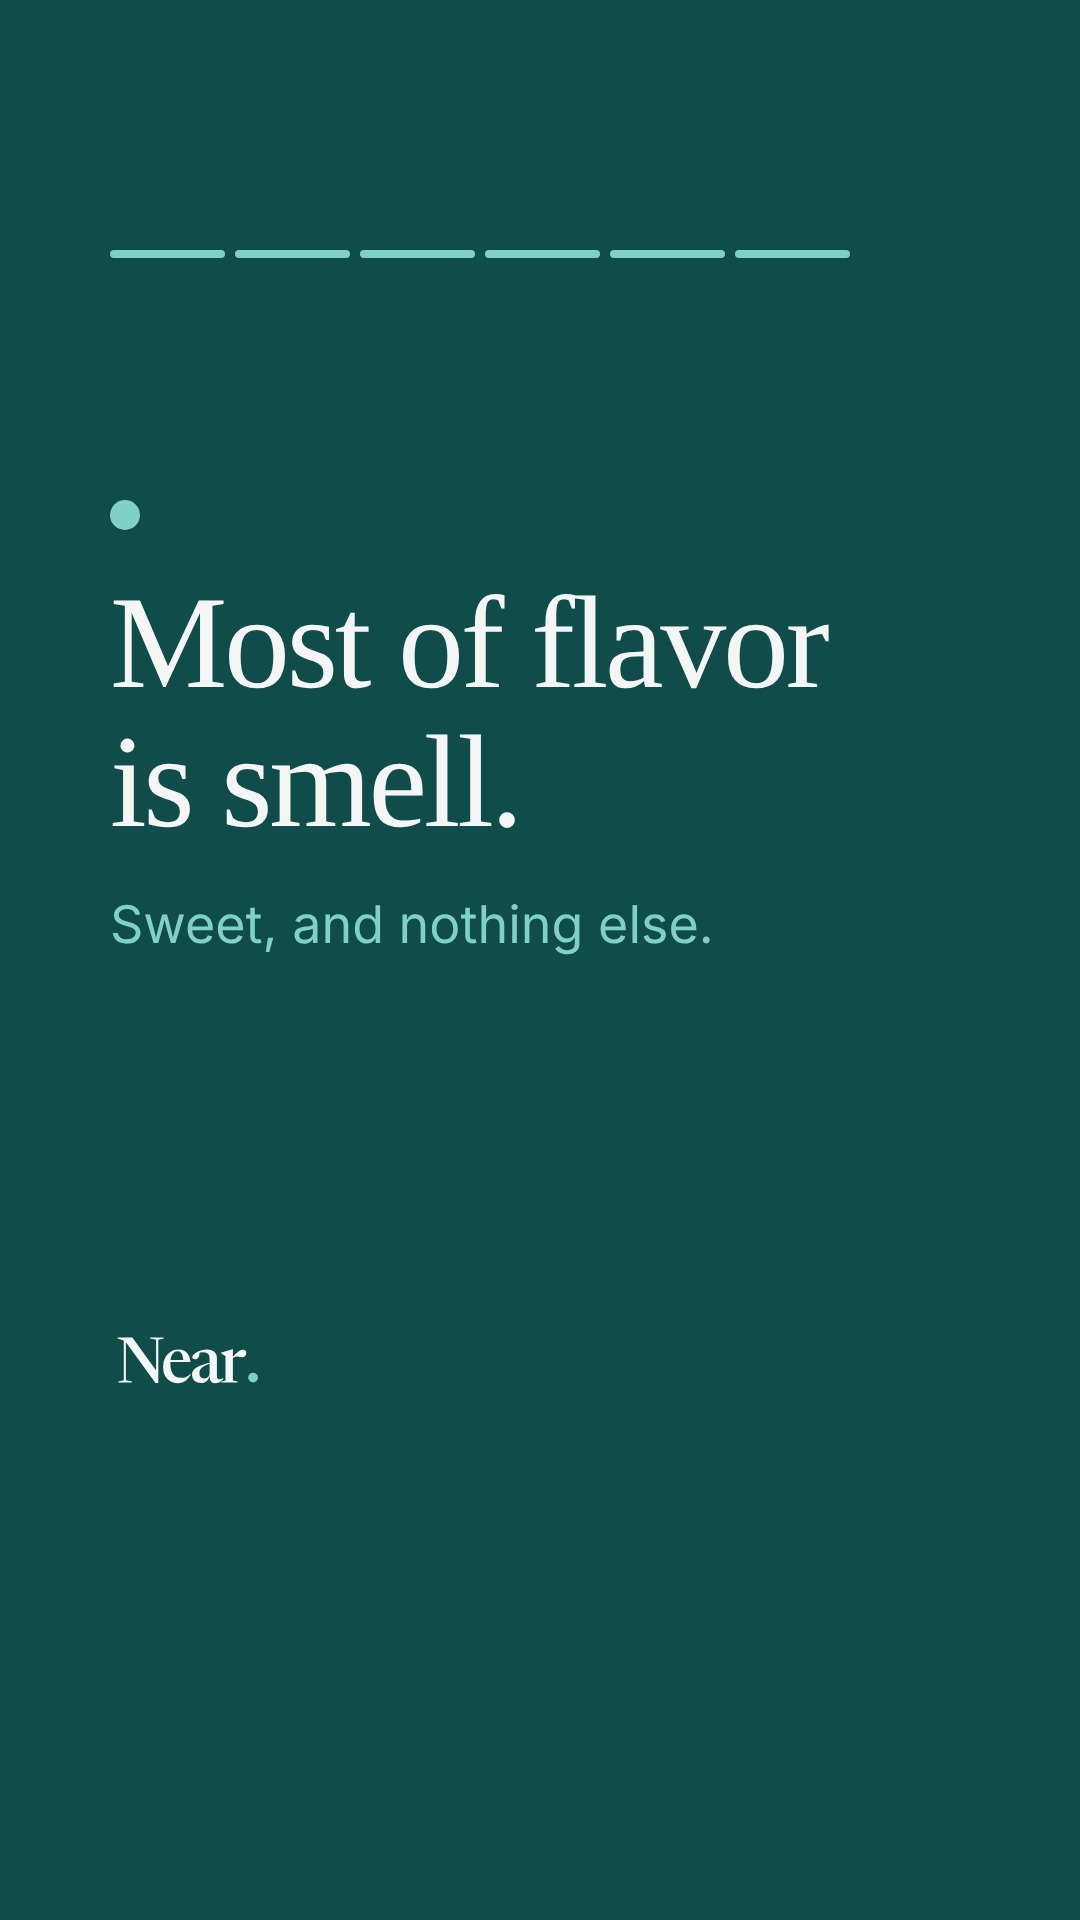 Most of flavor
is smell.
Sweet, and nothing else.
Near.